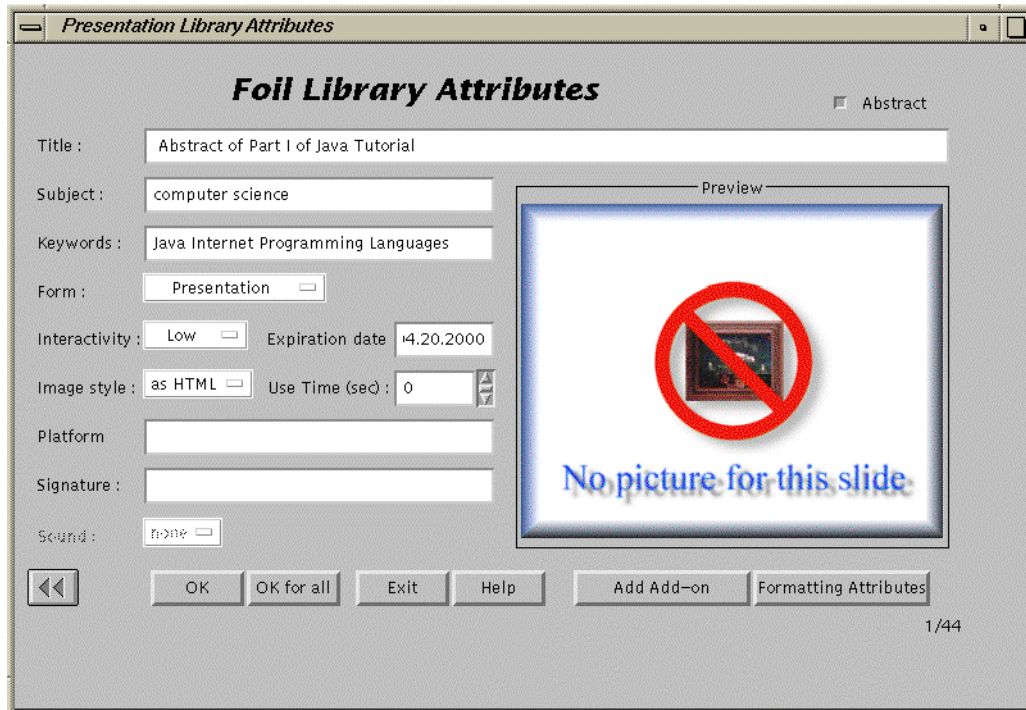 Presentation Library Attributes
Foil Library Attributes
Abstract
Title : Abstract of Part I of Java Tutorial
Subject : computer science
Preview
Keywords : Java Internet Programming Languages
Form : Presentation
Interactivity : Low Expiration date 04.20.2000
Image style : as HTML Use Time (sec) : 0
Platform
No picture for this slide
Signature :
Sound : none
OK OK for all Exit Help Add Add-on Formatting Attributes
1/44